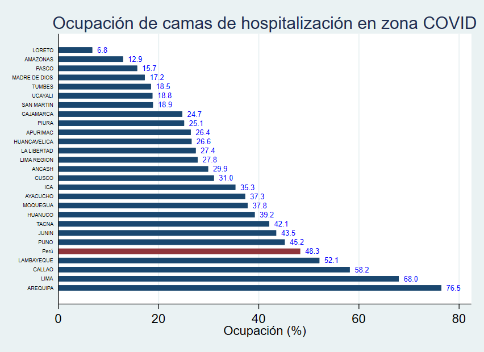 Ocupación de camas de hospitalización en zona COVID
LORETO 6.8
AMAZONAS 12.9
PASCO 15.7
MADRE DE DIOS 17.2
TUMBES 18.5
UCAYALI 18.8
SAN MARTIN 18.9
CAJAMARCA 24.7
PIURA 25.1
APURIMAC 26.4
HUANCAVELICA 26.6
LA LIBERTAD 27.4
LIMA REGION 27.8
ANCASH 29.9
CUSCO 31.0
ICA 35.3
AYACUCHO 37.3
MOQUEGUA 37.8
HUANUCO 39.2
TACNA 42.1
JUNIN 43.5
PUNO 45.2
Perú 48.3
LAMBAYEQUE 52.1
CALLAO 58.2
LIMA 68.0
AREQUIPA 76.5
0 20 40 60 80
Ocupación (%)